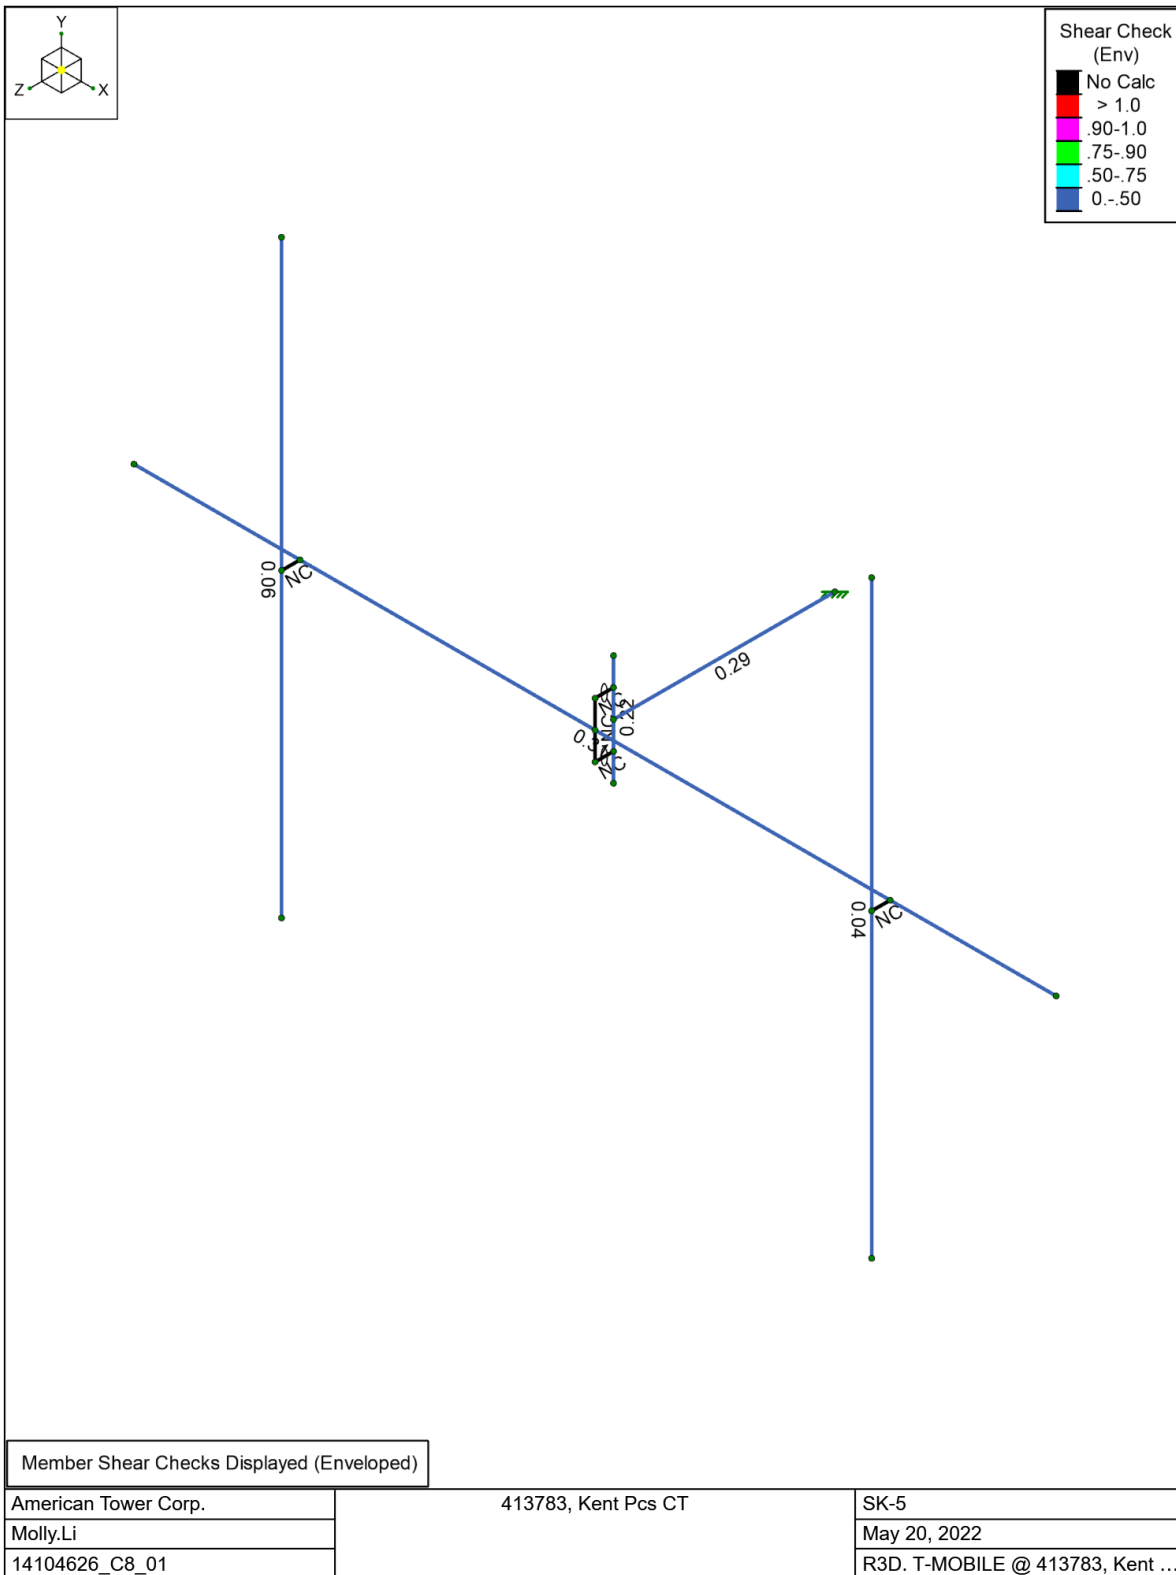 Y
Z
X
Shear Check
(Env)
No Calc
> 1.0
.90-1.0
.75-.90
.50-.75
0.-.50
0.06
NC
0.29
0.22
NC
0.04
NC
Member Shear Checks Displayed (Enveloped)
American Tower Corp.
Molly.Li
14104626_C8_01
413783, Kent Pcs CT
SK-5
May 20, 2022
R3D. T-MOBILE @ 413783, Kent ...